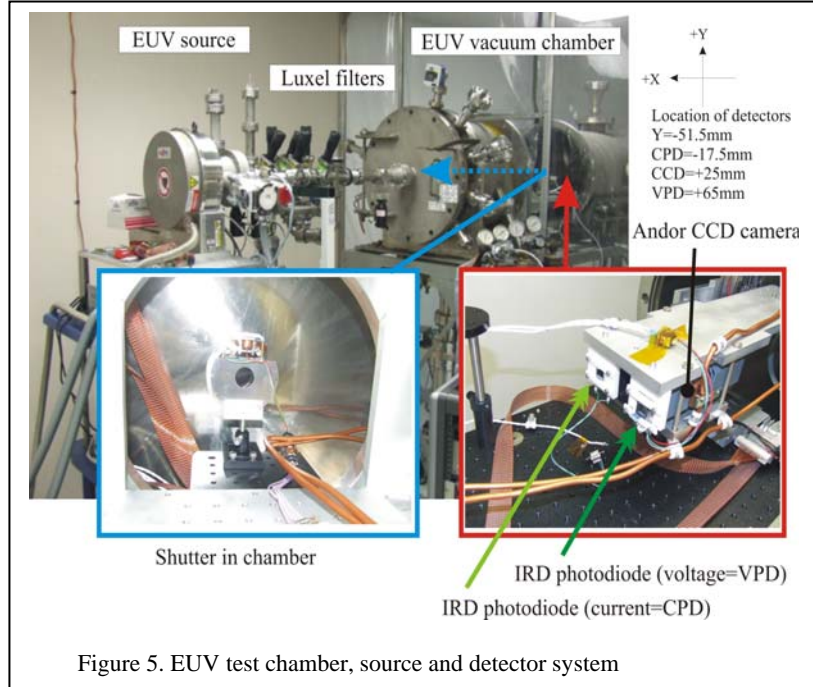 EUV source
Luxel filters
EUV vacuum chamber
+Y
+X
Location of detectors
Y=-51.5mm
CPD=-17.5mm
CCD=+25mm
VPD=+65mm
Andor CCD camera
Shutter in chamber
IRD photodiode (voltage=VPD)
IRD photodiode (current=CPD)
Figure 5. EUV test chamber, source and detector system